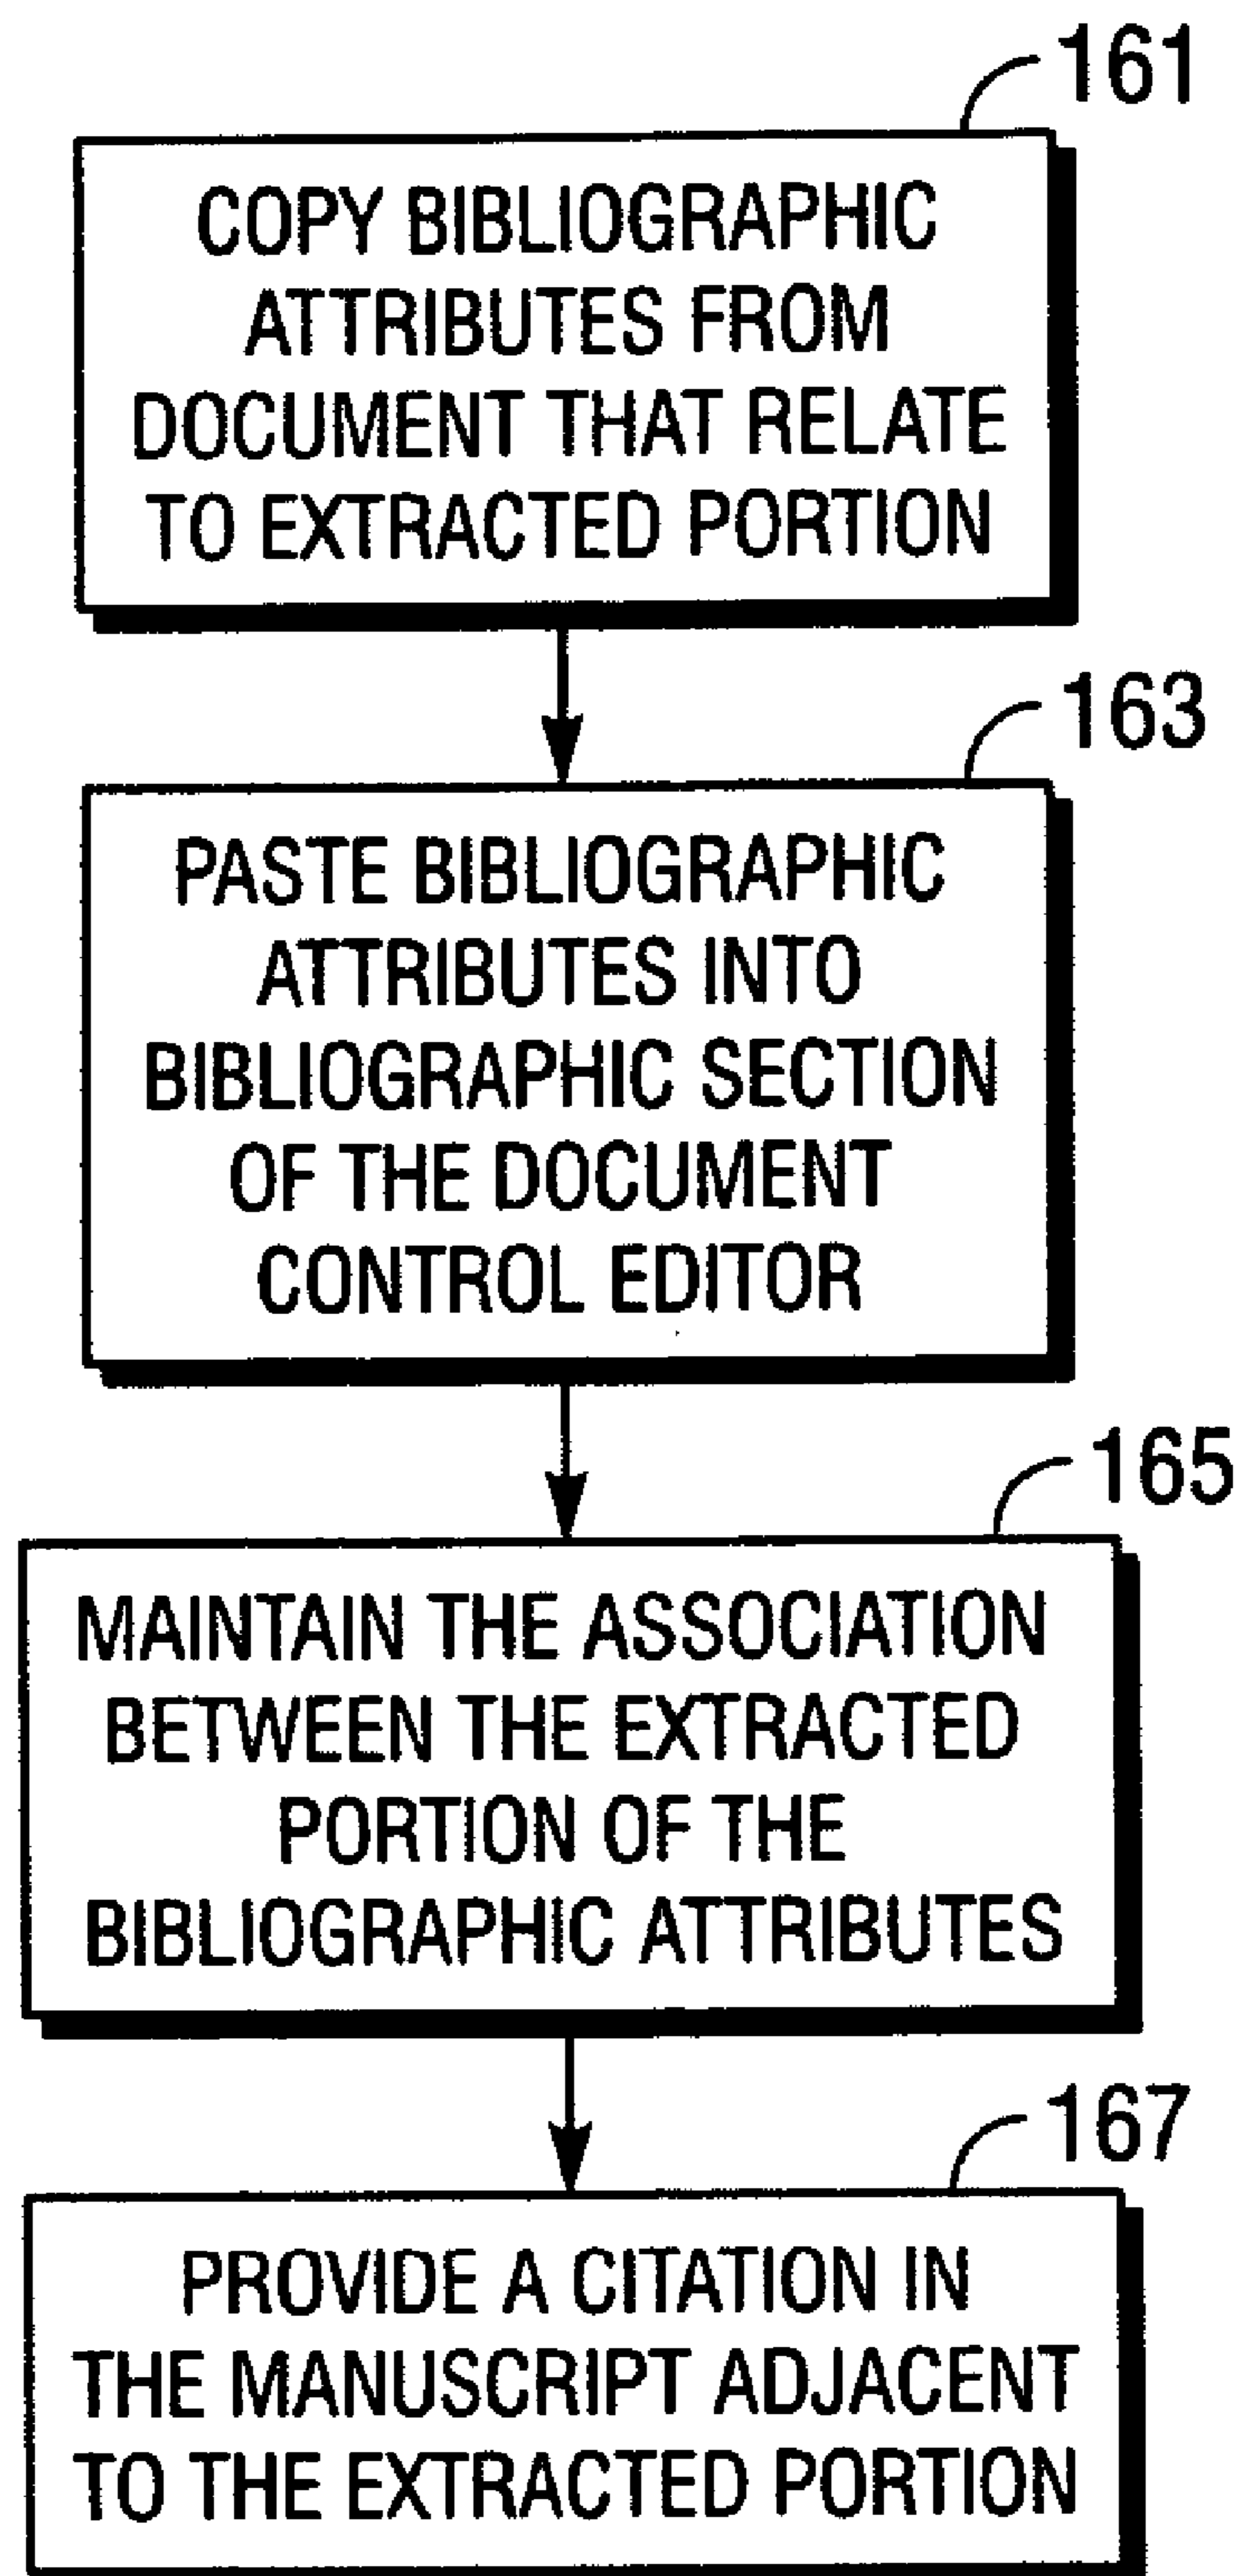 161
COPY BIBLIOGRAPHIC
ATTRIBUTES FROM
DOCUMENT THAT RELATE
TO EXTRACTED PORTION
163
PASTE BIBLIOGRAPHIC
ATTRIBUTES INTO
BIBLIOGRAPHIC SECTION
OF THE DOCUMENT
CONTROL EDITOR
165
MAINTAIN THE ASSOCIATION
BETWEEN THE EXTRACTED
PORTION OF THE
BIBLIOGRAPHIC ATTRIBUTES
167
PROVIDE A CITATION IN
THE MANUSCRIPT ADJACENT
TO THE EXTRACTED PORTION